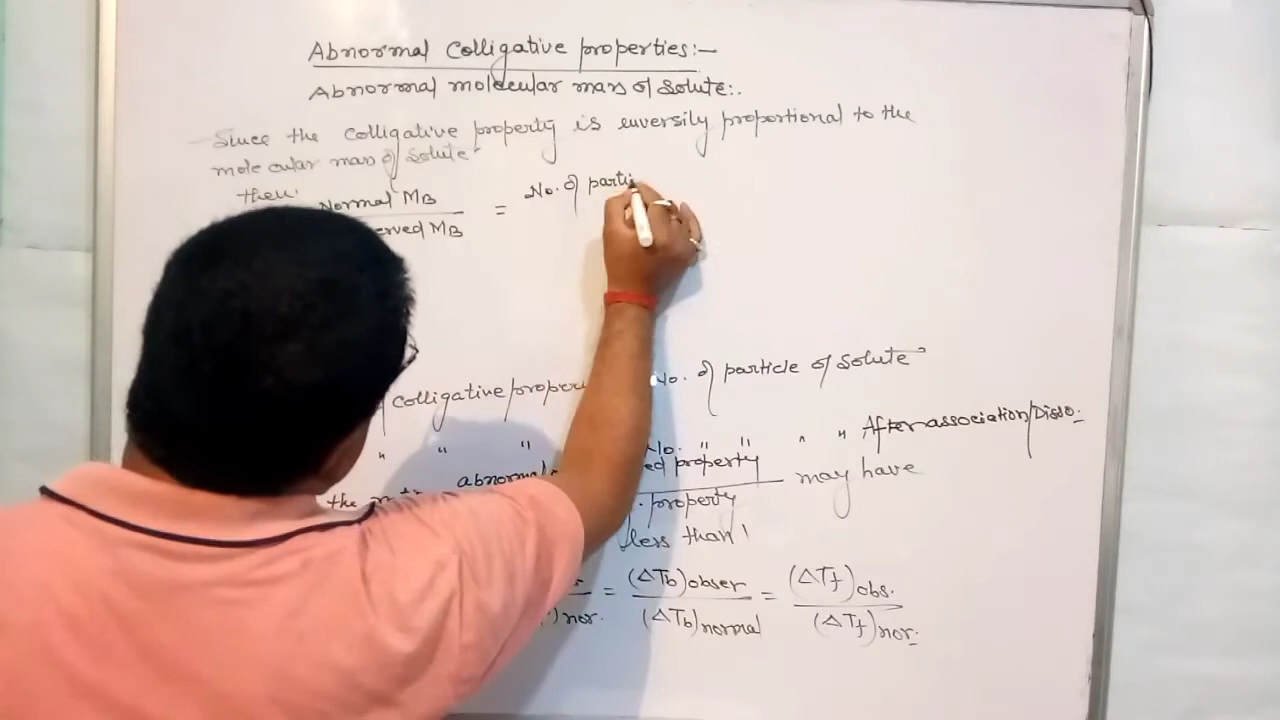 Abnormal Colligative properties:-
Abnormal molecular mass of solute:.
Since the colligative property is inversily proportional to the
molecular mass of solute
then
Normal MB = No. of parti
erved MB
colligative proper No. of particle of solute
" " " No. " " " " After association/Disso.
the abnormal ed property may have
. property
less than 1
= (ΔTb)obser = (ΔTf)obs.
)nor. (ΔTb)normal (ΔTf)nor.